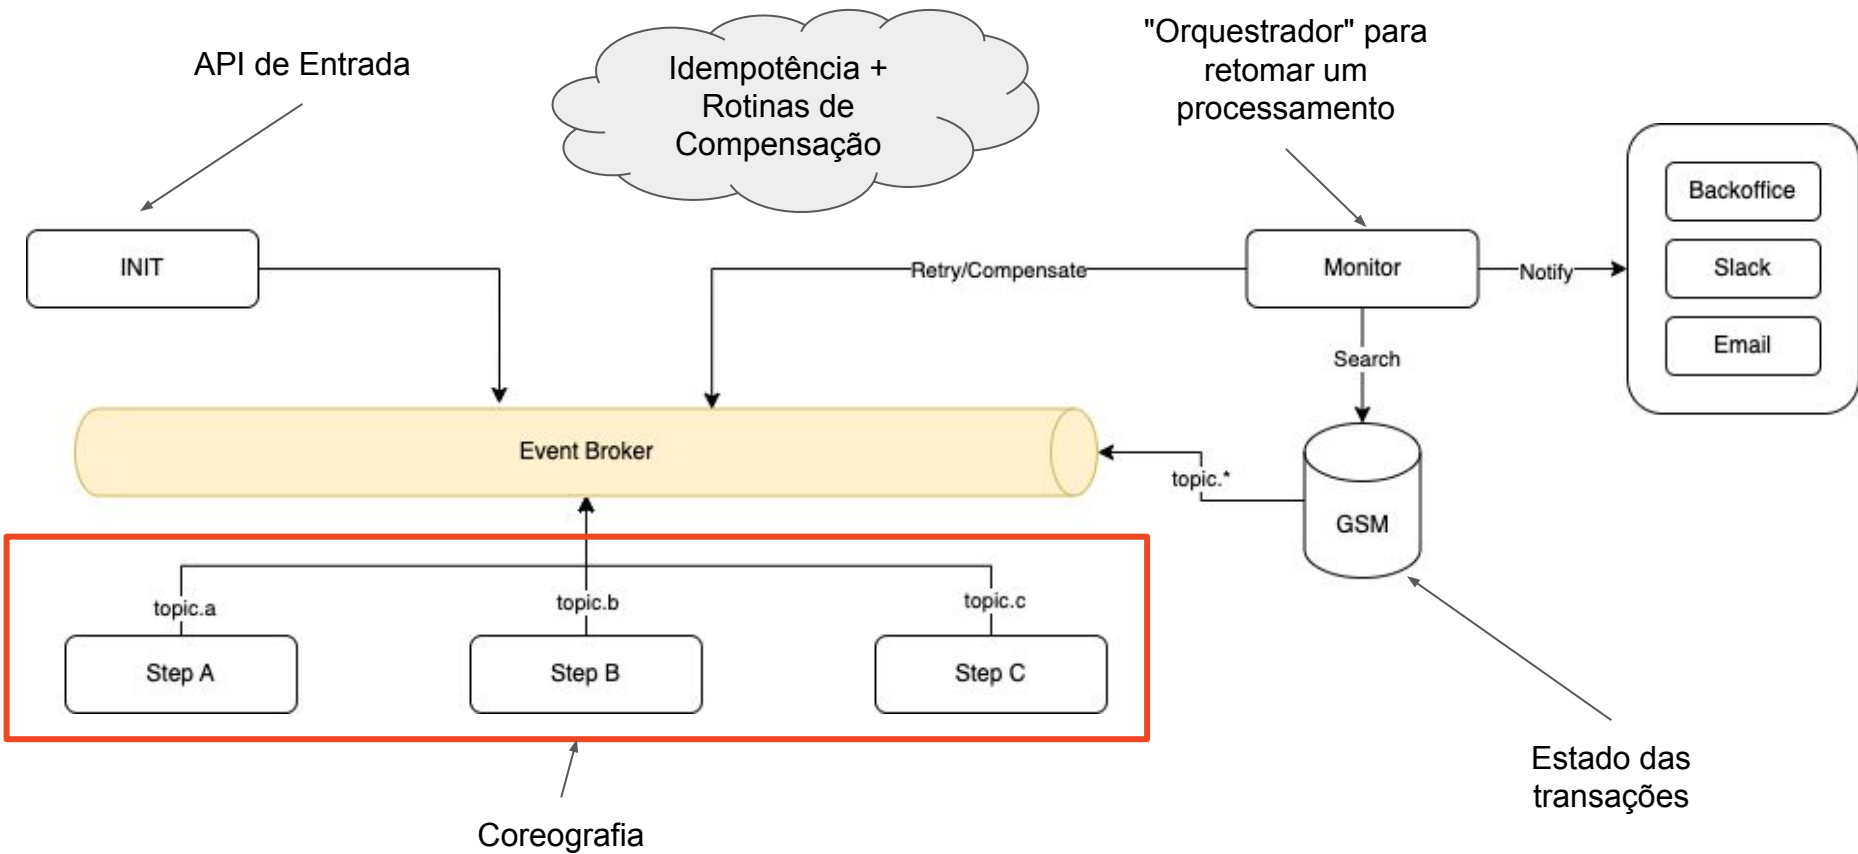 API de Entrada
Idempotência +
Rotinas de
Compensação
"Orquestrador" para
retomar um
processamento
INIT
Retry/Compensate
Monitor
Notify
Backoffice
Slack
Email
Search
Event Broker
topic.*
GSM
topic.a
topic.b
topic.c
Step A
Step B
Step C
Coreografia
Estado das
transações